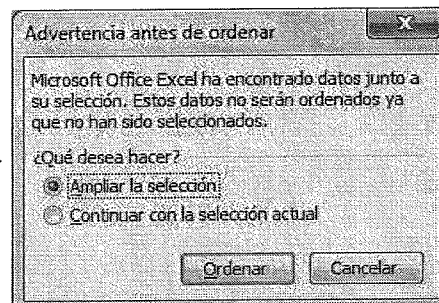 Advertencia antes de ordenar
Microsoft Office Excel ha encontrado datos junto a
su selección. Estos datos no serán ordenados ya
que no han sido seleccionados.
¿Qué desea hacer?
Ampliar la selección
Continuar con la selección actual
Ordenar
Cancelar